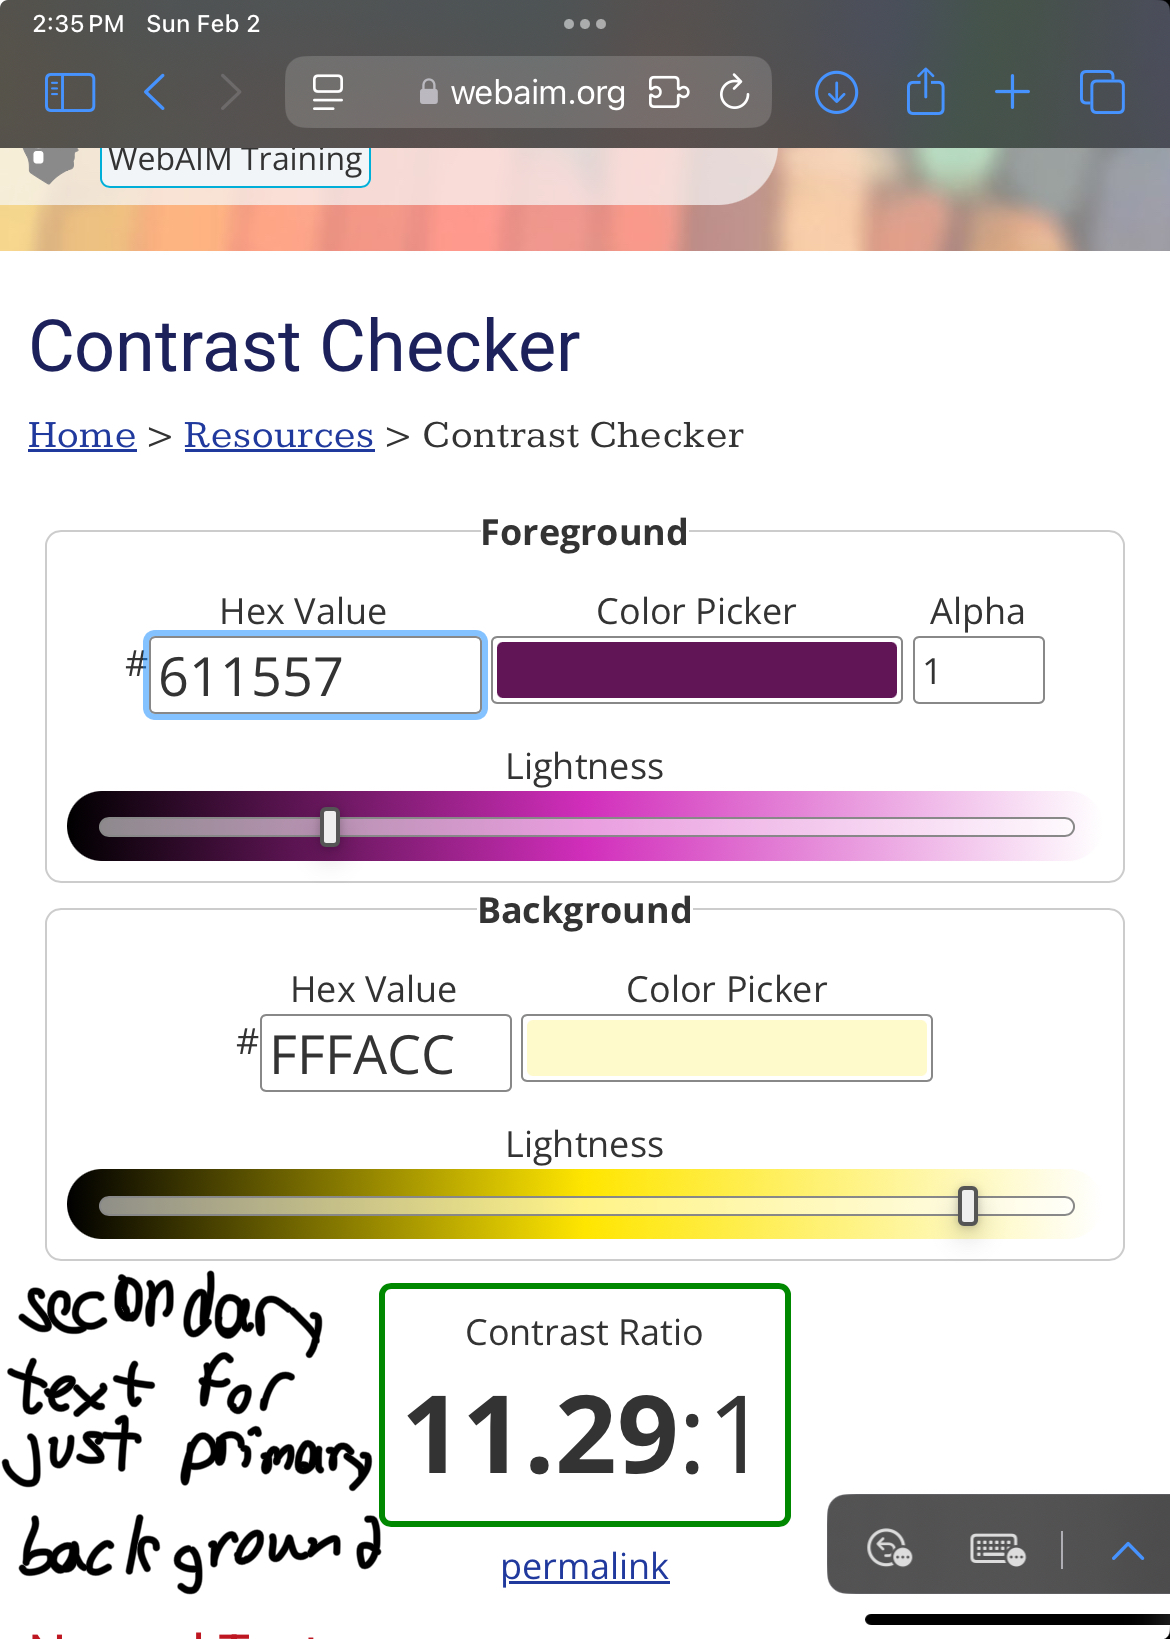 2:35 PM Sun Feb 2
webaim.org
WebAIM Training
Contrast Checker
Home > Resources > Contrast Checker
Foreground
Hex Value Color Picker Alpha
#611557 1
Lightness
Background
Hex Value Color Picker
#FFFACC
Lightness
secondary
text for
just primary
background
Contrast Ratio
11.29:1
permalink